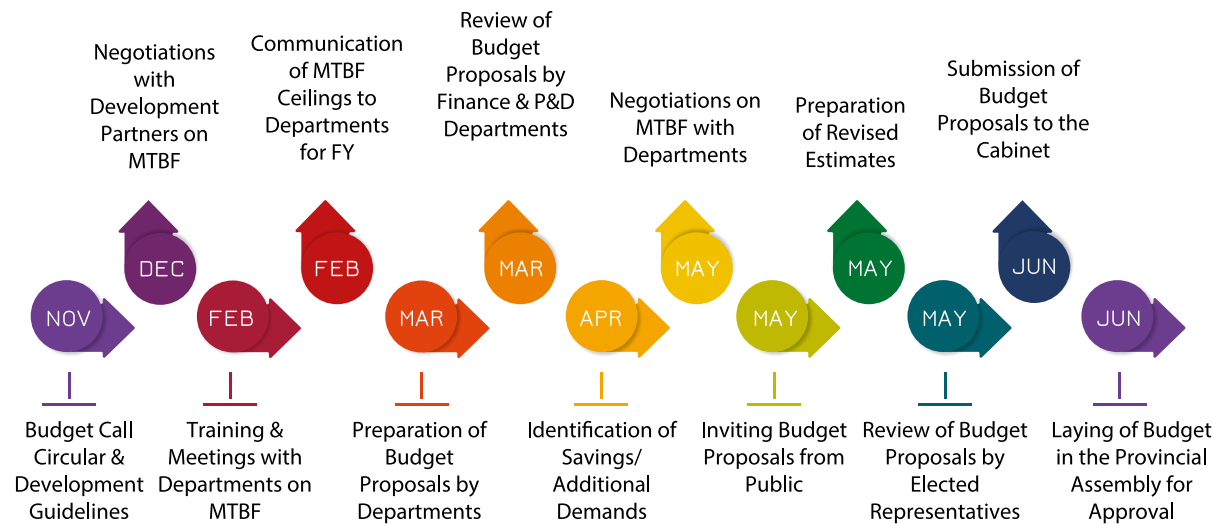 Negotiations
with
Development
Partners on
MTBF
Communication
of MTBF
Ceilings to
Departments
for FY
Review of
Budget
Proposals by
Finance & P&D
Departments
Negotiations on
MTBF with
Departments
Preparation
of Revised
Estimates
Submission of
Budget
Proposals to the
Cabinet
NOV
DEC
FEB
FEB
MAR
MAR
APR
MAY
MAY
MAY
MAY
JUN
JUN
Budget Call
Circular &
Development
Guidelines
Training &
Meetings with
Departments on
MTBF
Preparation of
Budget
Proposals by
Departments
Identification of
Savings/
Additional
Demands
Inviting Budget
Proposals from
Public
Review of Budget
Proposals by
Elected
Representatives
Laying of Budget
in the Provincial
Assembly for
Approval